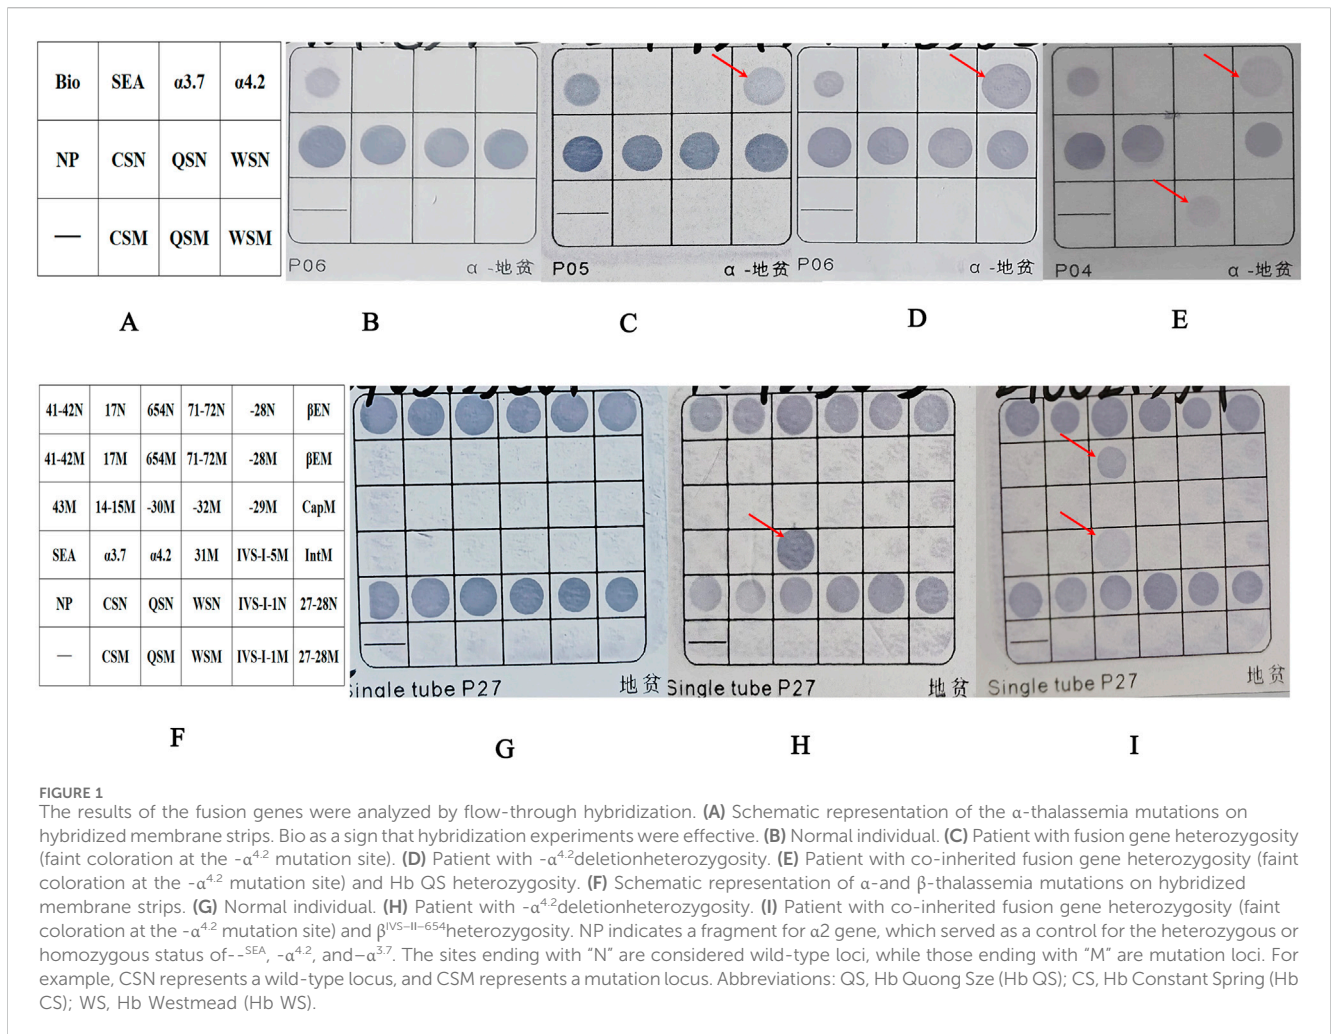 Bio SEA α3.7 α4.2
NP CSN QSN WSN
— CSM QSM WSM
P06 α -地贫
P05 α -地贫
P06 α -地贫
P04 α -地贫
A B C D E
41-42N 17N 654N 71-72N -28N βEN
41-42M 17M 654M 71-72M -28M βEM
43M 14-15M -30M -32M -29M CapM
SEA α3.7 α4.2 31M IVS-I-5M IntM
NP CSN QSN WSN IVS-I-1N 27-28N
— CSM QSM WSM IVS-I-1M 27-28M
Single tube P27 地贫
Single tube P27 地贫
Single tube P27 地贫
F G H I
FIGURE 1
The results of the fusion genes were analyzed by flow-through hybridization. (A) Schematic representation of the α-thalassemia mutations on
hybridized membrane strips. Bio as a sign that hybridization experiments were effective. (B) Normal individual. (C) Patient with fusion gene heterozygosity
(faint coloration at the -α4.2 mutation site). (D) Patient with -α4.2deletionheterozygosity. (E) Patient with co-inherited fusion gene heterozygosity (faint
coloration at the -α4.2 mutation site) and Hb QS heterozygosity. (F) Schematic representation of α-and β-thalassemia mutations on hybridized
membrane strips. (G) Normal individual. (H) Patient with -α4.2deletionheterozygosity. (I) Patient with co-inherited fusion gene heterozygosity (faint
coloration at the -α4.2 mutation site) and βIVS–II–654heterozygosity. NP indicates a fragment for α2 gene, which served as a control for the heterozygous or
homozygous status of--SEA, -α4.2, and–α3.7. The sites ending with “N” are considered wild-type loci, while those ending with “M” are mutation loci. For
example, CSN represents a wild-type locus, and CSM represents a mutation locus. Abbreviations: QS, Hb Quong Sze (Hb QS); CS, Hb Constant Spring (Hb
CS); WS, Hb Westmead (Hb WS).